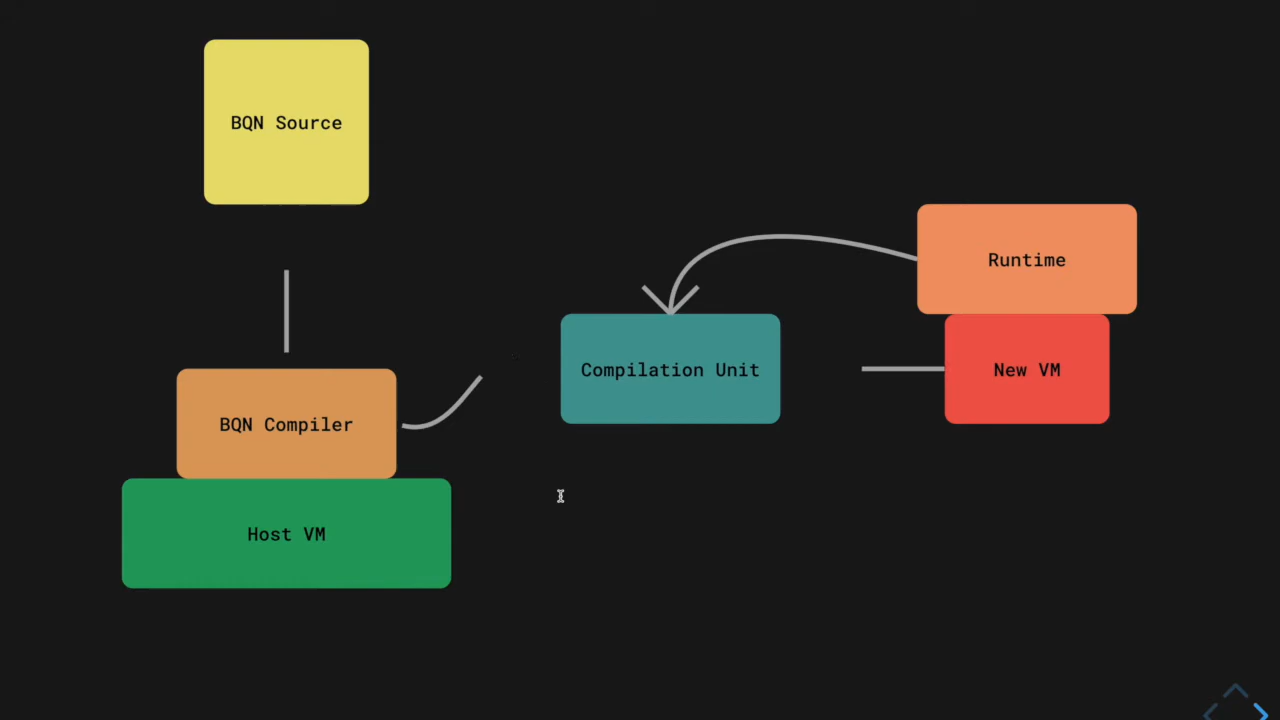 BQN Source
Runtime
Compilation Unit
New VM
BQN Compiler
Host VM